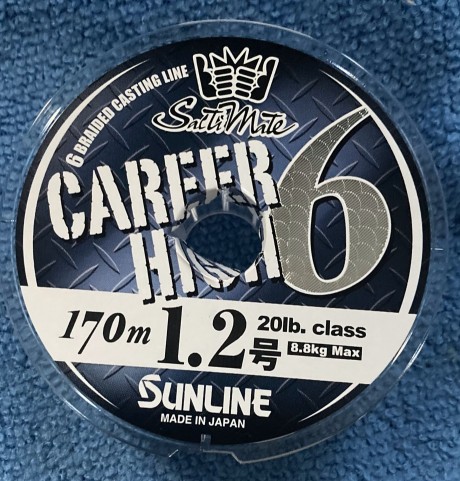 6 BRAIDED CASTING LINE
SaltiMate
CAREER
HIGH 6
170m 1.2号 20lb. class
8.8kg Max
SUNLINE
MADE IN JAPAN